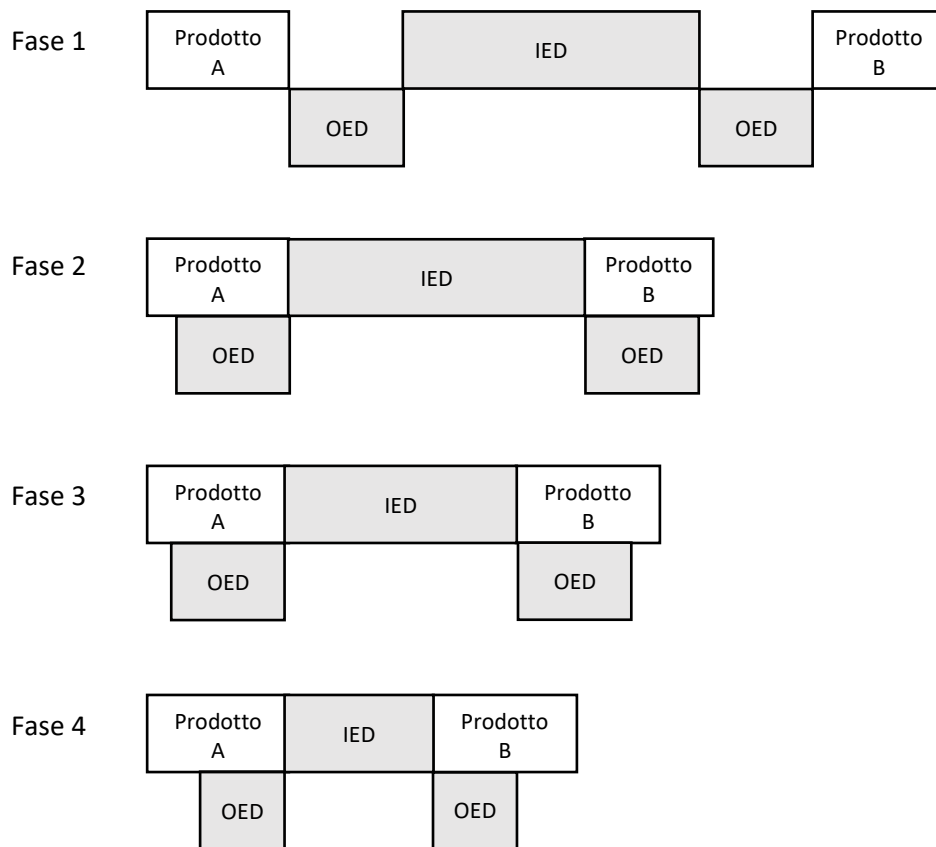 Fase 1
Prodotto
A
IED
Prodotto
B
OED
OED
Fase 2
Prodotto
A
IED
Prodotto
B
OED
OED
Fase 3
Prodotto
A
IED
Prodotto
B
OED
OED
Fase 4
Prodotto
A
IED
Prodotto
B
OED
OED